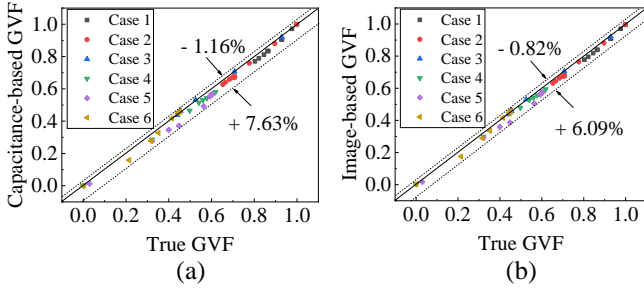 (a)
Case 1
Case 2
Case 3
Case 4
Case 5
Case 6
- 1.16%
+ 7.63%
Capacitance-based GVF
1.0
0.8
0.6
0.4
0.2
0.0
0.0 0.2 0.4 0.6 0.8 1.0
True GVF
(a)
(b)
Case 1
Case 2
Case 3
Case 4
Case 5
Case 6
- 0.82%
+ 6.09%
Image-based GVF
1.0
0.8
0.6
0.4
0.2
0.0
0.0 0.2 0.4 0.6 0.8 1.0
True GVF
(b)